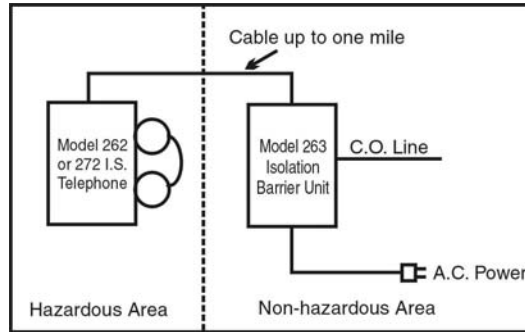 Cable up to one mile
Model 262
or 272 I.S.
Telephone
Model 263
Isolation
Barrier Unit
C.O. Line
A.C. Power
Hazardous Area
Non-hazardous Area